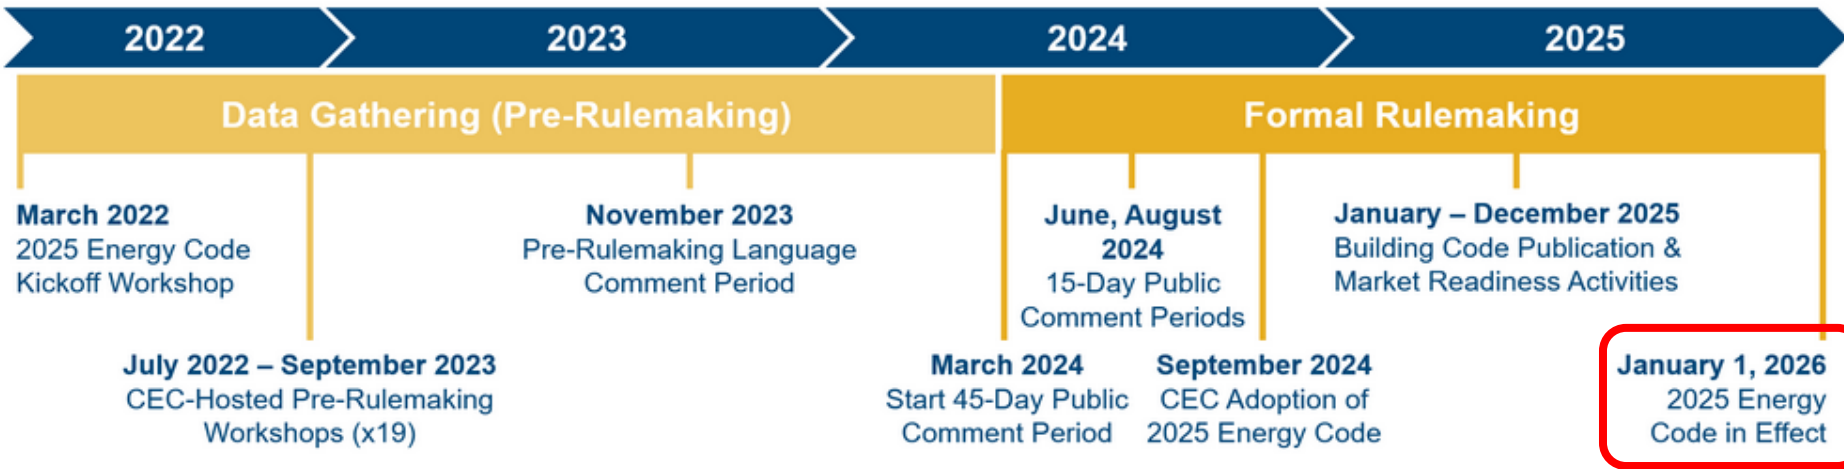 2022
2023
2024
2025
Data Gathering (Pre-Rulemaking)
Formal Rulemaking
March 2022
2025 Energy Code
Kickoff Workshop
July 2022 – September 2023
CEC-Hosted Pre-Rulemaking
Workshops (x19)
November 2023
Pre-Rulemaking Language
Comment Period
March 2024
Start 45-Day Public
Comment Period
June, August
2024
15-Day Public
Comment Periods
September 2024
CEC Adoption of
2025 Energy Code
January – December 2025
Building Code Publication &
Market Readiness Activities
January 1, 2026
2025 Energy
Code in Effect